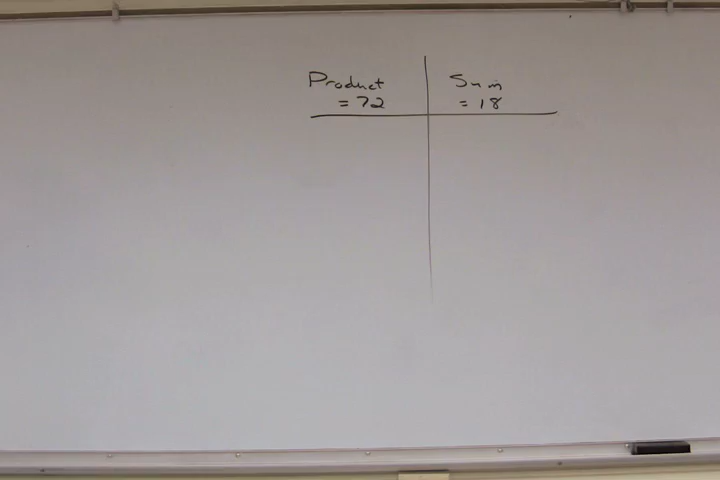 Product Sum
= 72 = 18